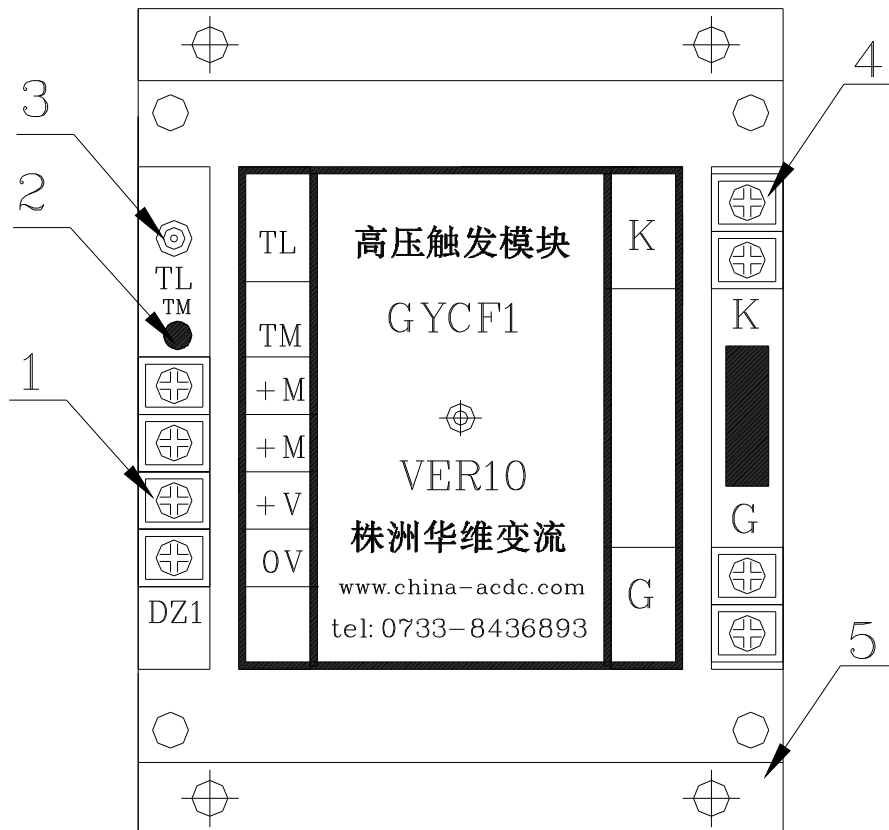 3
2
1
TL
TM
DZ1
TL
TM
+M
+M
+V
0V
高压触发模块
GYCF1
VER10
株洲华维变流
www.china-acdc.com
tel: 0733-8436893
K
G
K
G
4
5